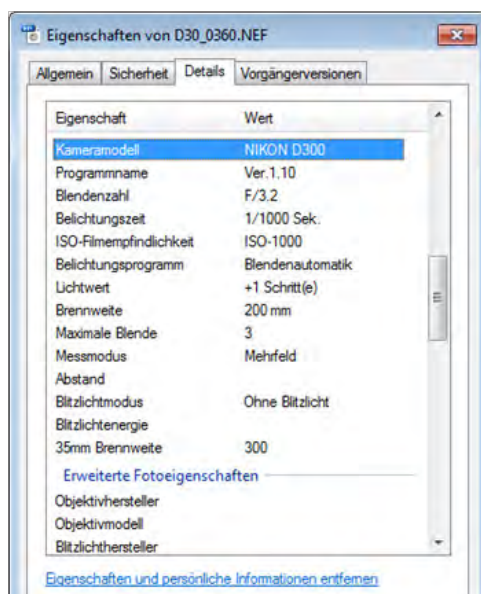 Eigenschaften von D30_0360.NEF
Allgemein Sicherheit Details Vorgängerversionen
Eigenschaft Wert
Kameramodell NIKON D300
Programmname Ver.1.10
Blendenzahl F/3.2
Belichtungszeit 1/1000 Sek.
ISO-Filmempfindlichkeit ISO-1000
Belichtungsprogramm Blendenautomatik
Lichtwert +1 Schritt(e)
Brennweite 200 mm
Maximale Blende 3
Messmodus Mehrfeld
Abstand
Blitzlichtmodus Ohne Blitzlicht
Blitzlichtenergie
35mm Brennweite 300
Erweiterte Fotoeigenschaften
Objektivhersteller
Objektivmodell
Blitzlichthersteller
Eigenschaften und persönliche Informationen entfernen